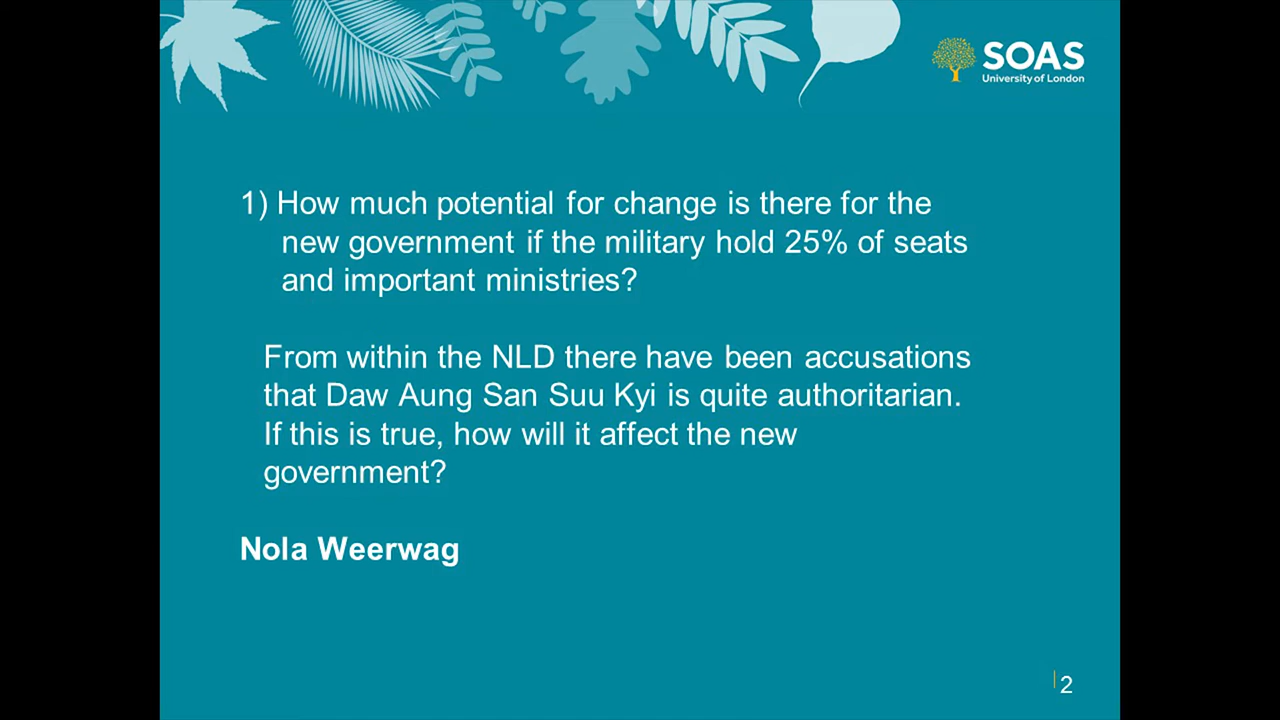 SOAS
University of London
1) How much potential for change is there for the
new government if the military hold 25% of seats
and important ministries?
From within the NLD there have been accusations
that Daw Aung San Suu Kyi is quite authoritarian.
If this is true, how will it affect the new
government?
Nola Weerwag
2